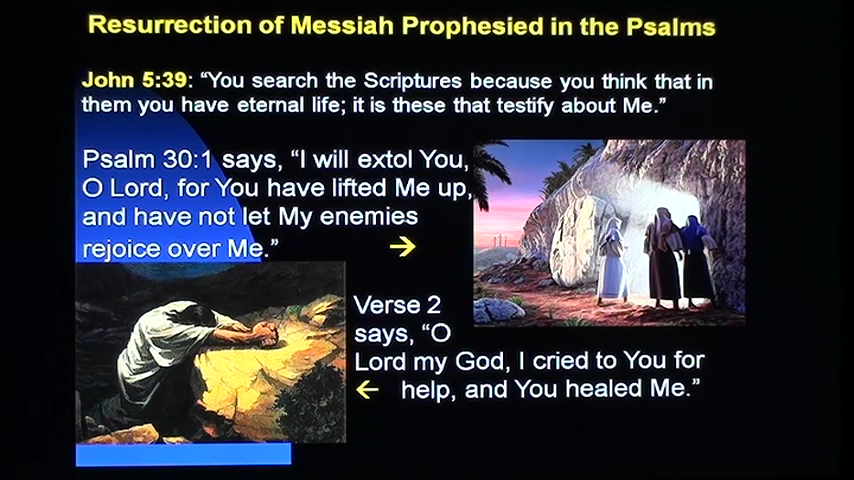 Resurrection of Messiah Prophesied in the Psalms
John 5:39: “You search the Scriptures because you think that in
them you have eternal life; it is these that testify about Me.”
Psalm 30:1 says, “I will extol You,
O Lord, for You have lifted Me up,
and have not let My enemies
rejoice over Me.” →
Verse 2
says, “O
Lord my God, I cried to You for
← help, and You healed Me.”